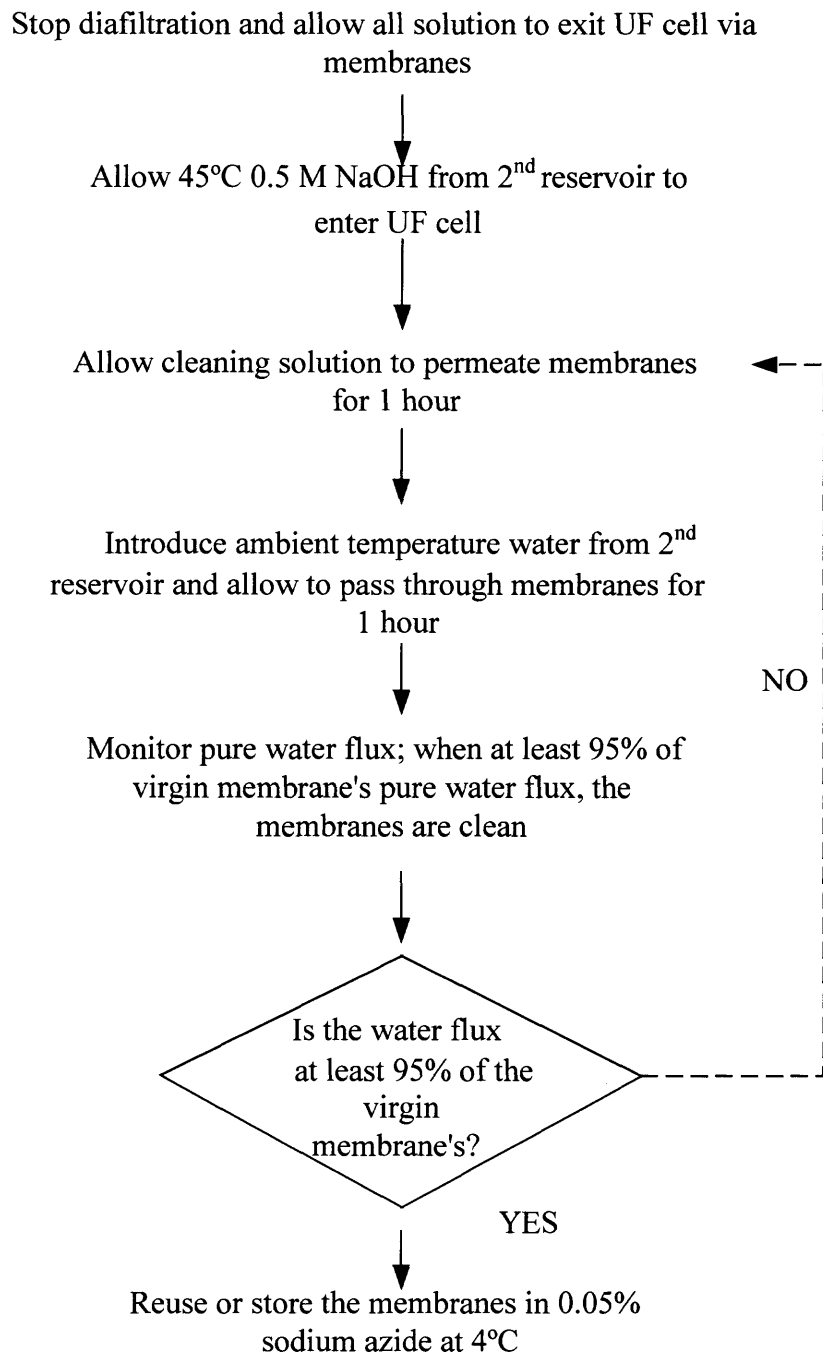 Stop diafiltration and allow all solution to exit UF cell via
membranes
Allow 45ºC 0.5 M NaOH from 2nd reservoir to
enter UF cell
Allow cleaning solution to permeate membranes
for 1 hour
Introduce ambient temperature water from 2nd
reservoir and allow to pass through membranes for
1 hour
NO
Monitor pure water flux; when at least 95% of
virgin membrane's pure water flux, the
membranes are clean
Is the water flux
at least 95% of the
virgin
membrane's?
YES
Reuse or store the membranes in 0.05%
sodium azide at 4ºC